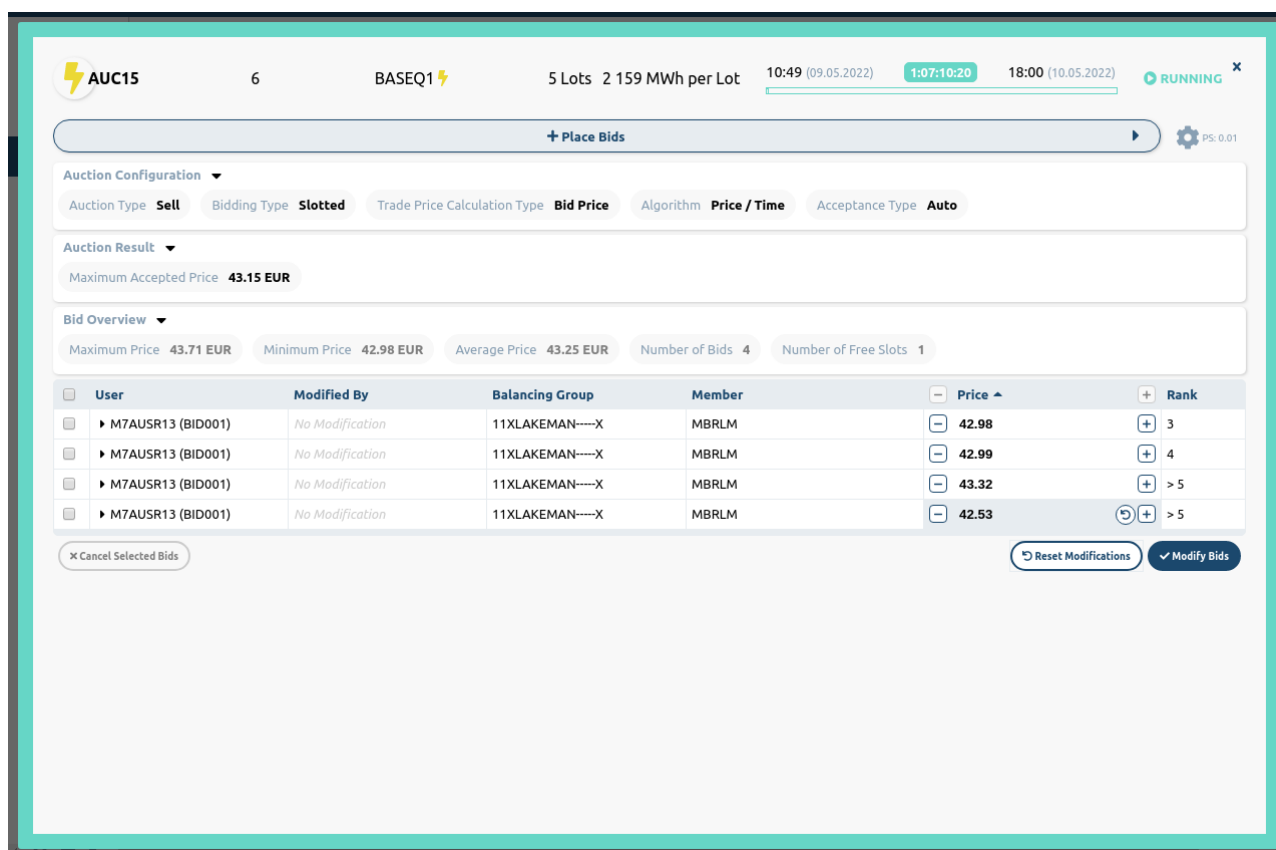 AUC15 6 BASEQ1 5 Lots 2 159 MWh per Lot 10:49 (09.05.2022) 1:07:10:20 18:00 (10.05.2022) RUNNING ×
+ Place Bids PS: 0.01
Auction Configuration
Auction Type Sell Bidding Type Slotted Trade Price Calculation Type Bid Price Algorithm Price / Time Acceptance Type Auto
Auction Result
Maximum Accepted Price 43.15 EUR
Bid Overview
Maximum Price 43.71 EUR Minimum Price 42.98 EUR Average Price 43.25 EUR Number of Bids 4 Number of Free Slots 1
User Modified By Balancing Group Member − Price + Rank
M7AUSR13 (BID001) No Modification 11XLAKEMAN-----X MBRLM − 42.98 + 3
M7AUSR13 (BID001) No Modification 11XLAKEMAN-----X MBRLM − 42.99 + 4
M7AUSR13 (BID001) No Modification 11XLAKEMAN-----X MBRLM − 43.32 + > 5
M7AUSR13 (BID001) No Modification 11XLAKEMAN-----X MBRLM − 42.53 + > 5
× Cancel Selected Bids Reset Modifications Modify Bids